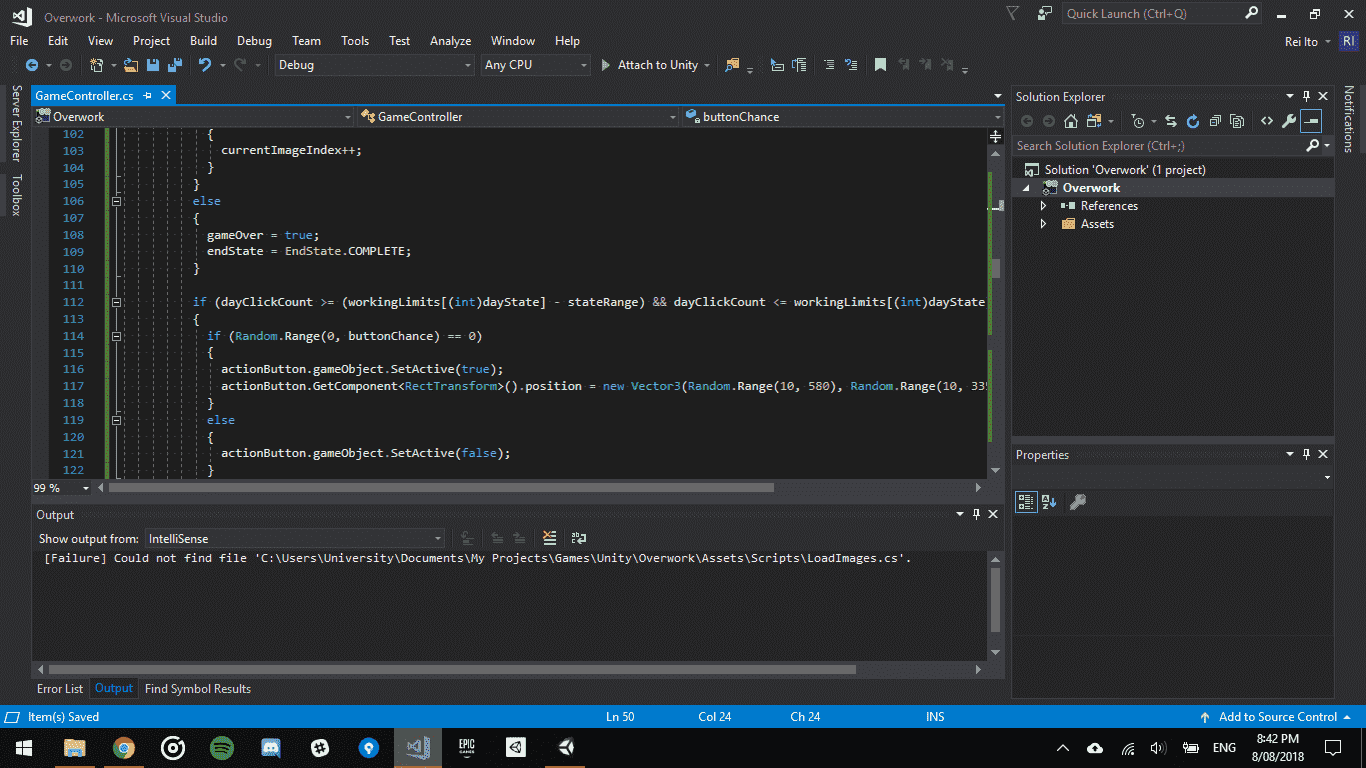 Overwork - Microsoft Visual Studio
Quick Launch (Ctrl+Q)
File Edit View Project Build Debug Team Tools Test Analyze Window Help
Rei Ito RI
Debug Any CPU Attach to Unity
Server Explorer
Toolbox
GameController.cs
Overwork GameController buttonChance
102 {
103 currentImageIndex++;
104 }
105 }
106 else
107 {
108 gameOver = true;
109 endState = EndState.COMPLETE;
110 }
111
112 if (dayClickCount >= (workingLimits[(int)dayState] - stateRange) && dayClickCount <= workingLimits[(int)dayState
113 {
114 if (Random.Range(0, buttonChance) == 0)
115 {
116 actionButton.gameObject.SetActive(true);
117 actionButton.GetComponent<RectTransform>().position = new Vector3(Random.Range(10, 580), Random.Range(10, 335
118 }
119 else
120 {
121 actionButton.gameObject.SetActive(false);
122 }
99 %
Output
Show output from: IntelliSense
[Failure] Could not find file 'C:\Users\University\Documents\My Projects\Games\Unity\Overwork\Assets\Scripts\LoadImages.cs'.
Error List Output Find Symbol Results
Solution Explorer
Search Solution Explorer (Ctrl+;)
Solution 'Overwork' (1 project)
Overwork
References
Assets
Properties
Notifications
Item(s) Saved Ln 50 Col 24 Ch 24 INS Add to Source Control
EPIC
GAMES
ENG
8:42 PM
8/08/2018